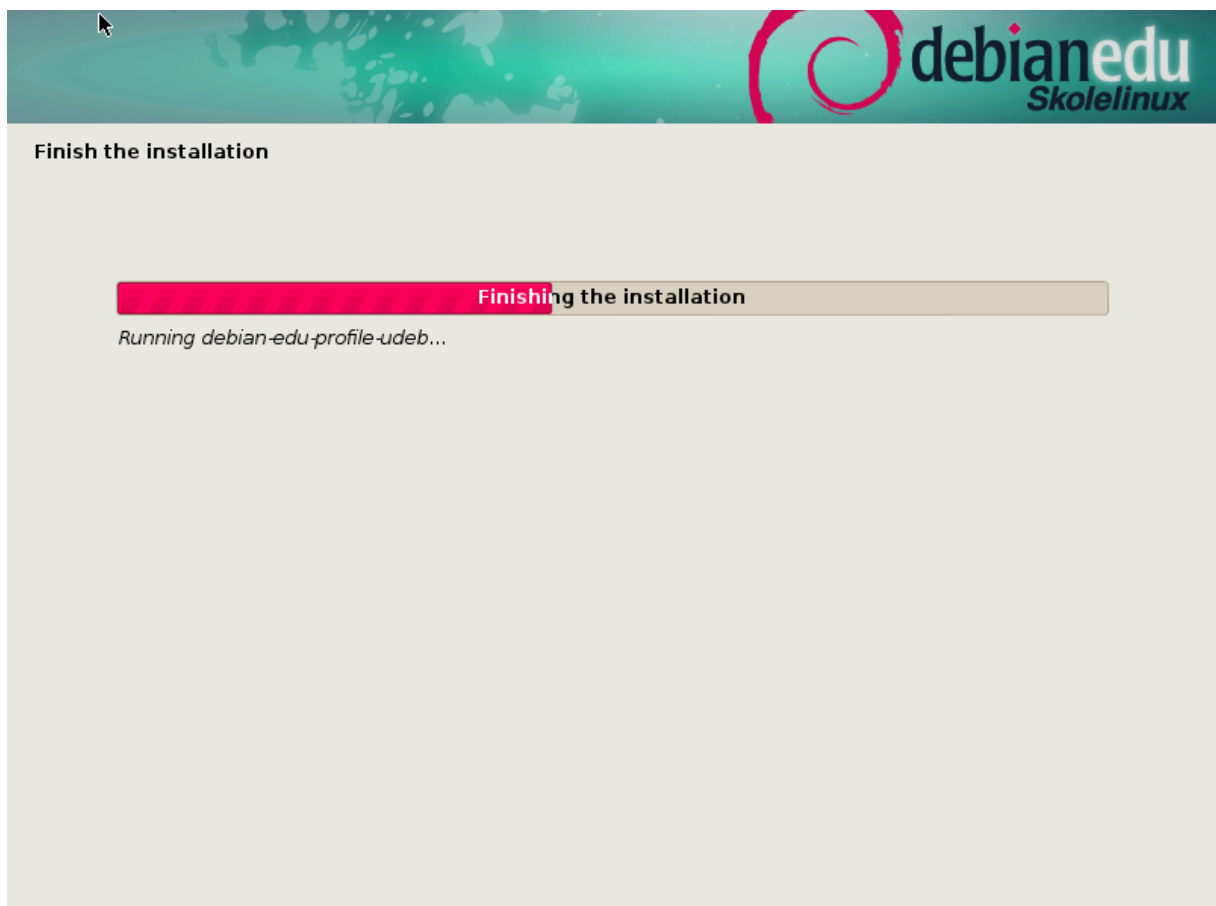 debianedu
Skolelinux
Finish the installation
Finishing the installation
Running debian-edu-profile-udeb...